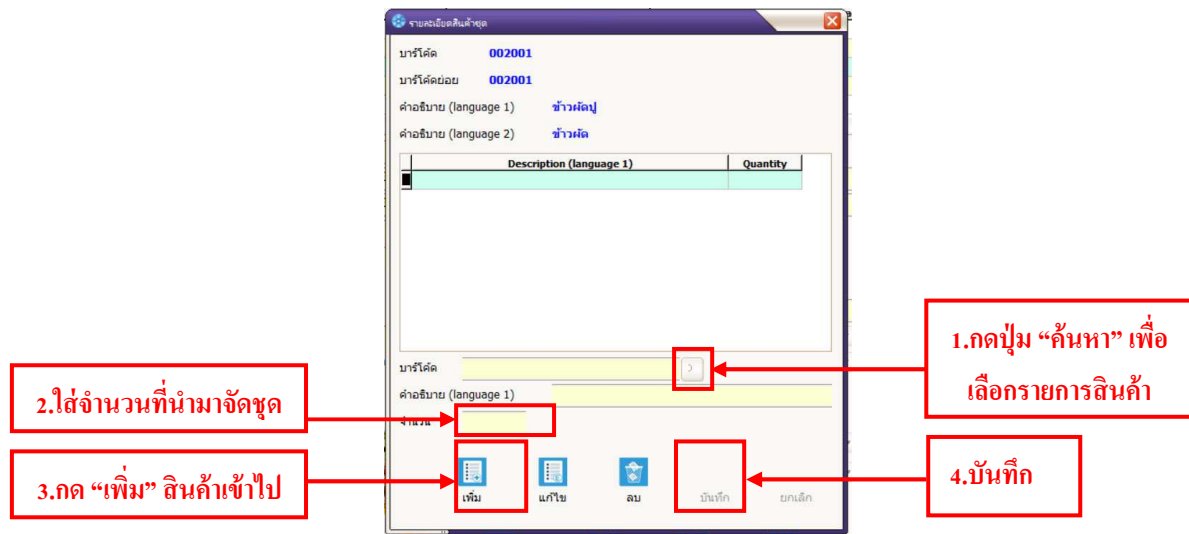 รายละเอียดสินค้าชุด
บาร์โค้ด 002001
บาร์โค้ดย่อย 002001
คำอธิบาย (language 1) ข้าวผัดปู
คำอธิบาย (language 2) ข้าวผัด
Description (language 1) Quantity
1.กดปุ่ม “ค้นหา” เพื่อ
เลือกรายการสินค้า
บาร์โค้ด
คำอธิบาย (language 1)
2.ใส่จำนวนที่นำมาจัดชุด
จำนวน
3.กด “เพิ่ม” สินค้าเข้าไป
4.บันทึก
เพิ่ม แก้ไข ลบ บันทึก ยกเลิก